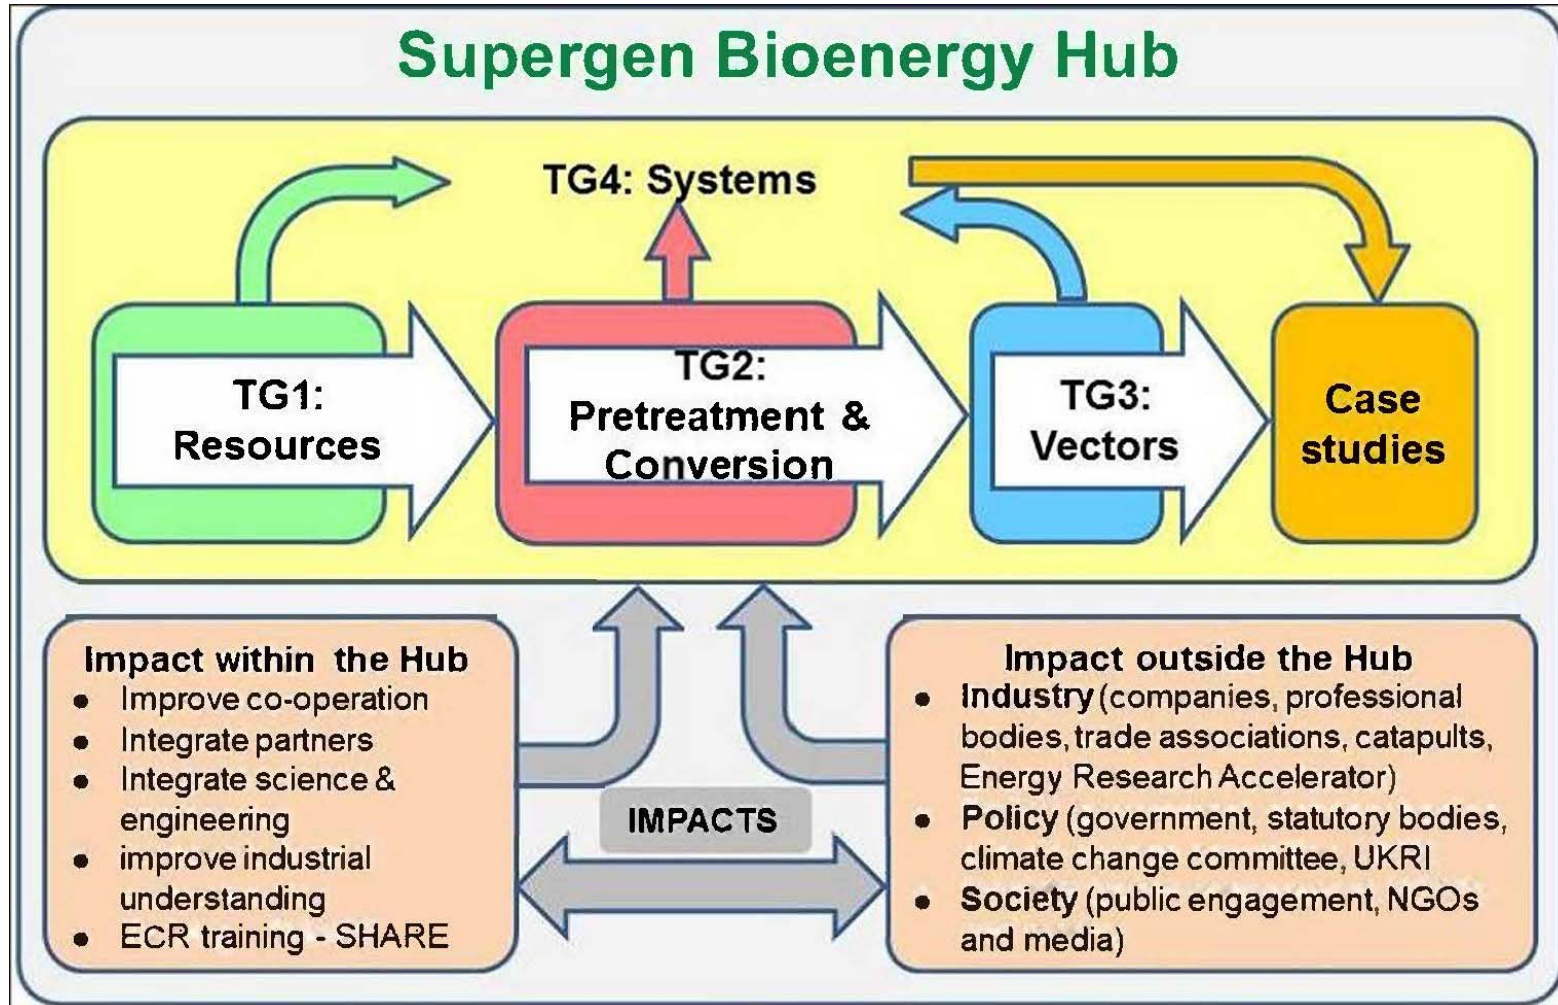 Supergen Bioenergy Hub
TG4: Systems
TG1:
Resources
TG2:
Pretreatment &
Conversion
TG3:
Vectors
Case
studies
Impact within the Hub
• Improve co-operation
• Integrate partners
• Integrate science &
engineering
• improve industrial
understanding
• ECR training - SHARE
IMPACTS
Impact outside the Hub
• Industry (companies, professional
bodies, trade associations, catapults,
Energy Research Accelerator)
• Policy (government, statutory bodies,
climate change committee, UKRI
• Society (public engagement, NGOs
and media)